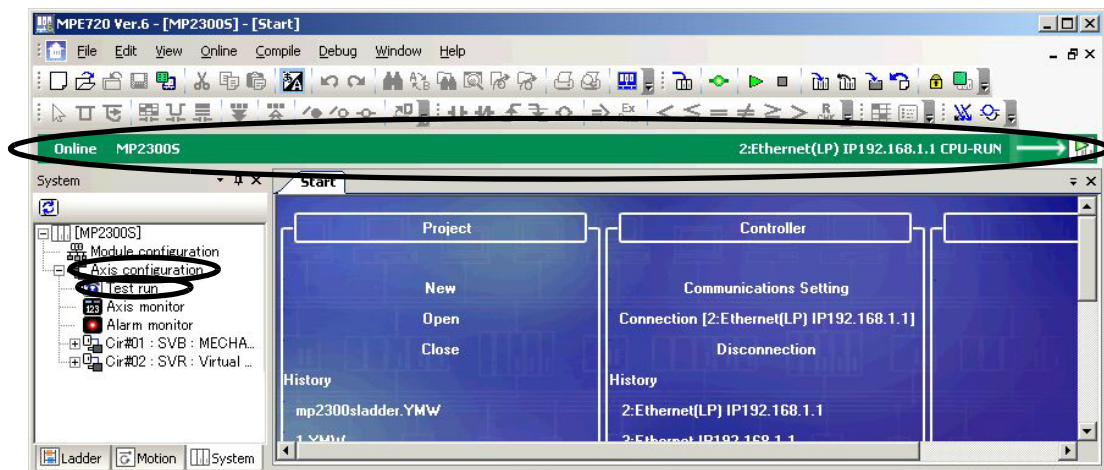 MPE720 Ver.6 - [MP2300S] - [Start]
File Edit View Online Compile Debug Window Help
Online MP2300S 2:Ethernet(LP) IP192.168.1.1 CPU-RUN
System
Start
[MP2300S]
Module configuration
Axis configuration
Test run
Axis monitor
Alarm monitor
Cir#01 : SVB : MECHA...
Cir#02 : SVR : Virtual ...
Ladder Motion System
Project
New
Open
Close
History
mp2300sladder.YMW
Controller
Communications Setting
Connection [2:Ethernet(LP) IP192.168.1.1]
Disconnection
History
2:Ethernet(LP) IP192.168.1.1